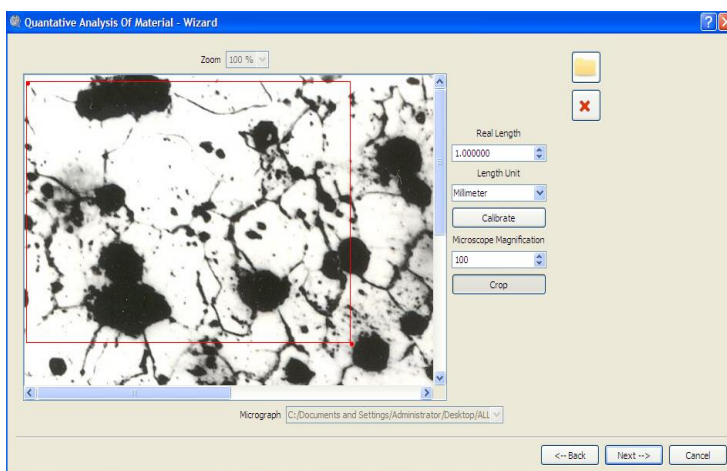 Quantative Analysis Of Material - Wizard
Zoom 100 %
Real Length
1.000000
Length Unit
Millimeter
Calibrate
Microscope Magnification
100
Crop
Micrograph C:/Documents and Settings/Administrator/Desktop/ALL
<-- Back Next --> Cancel